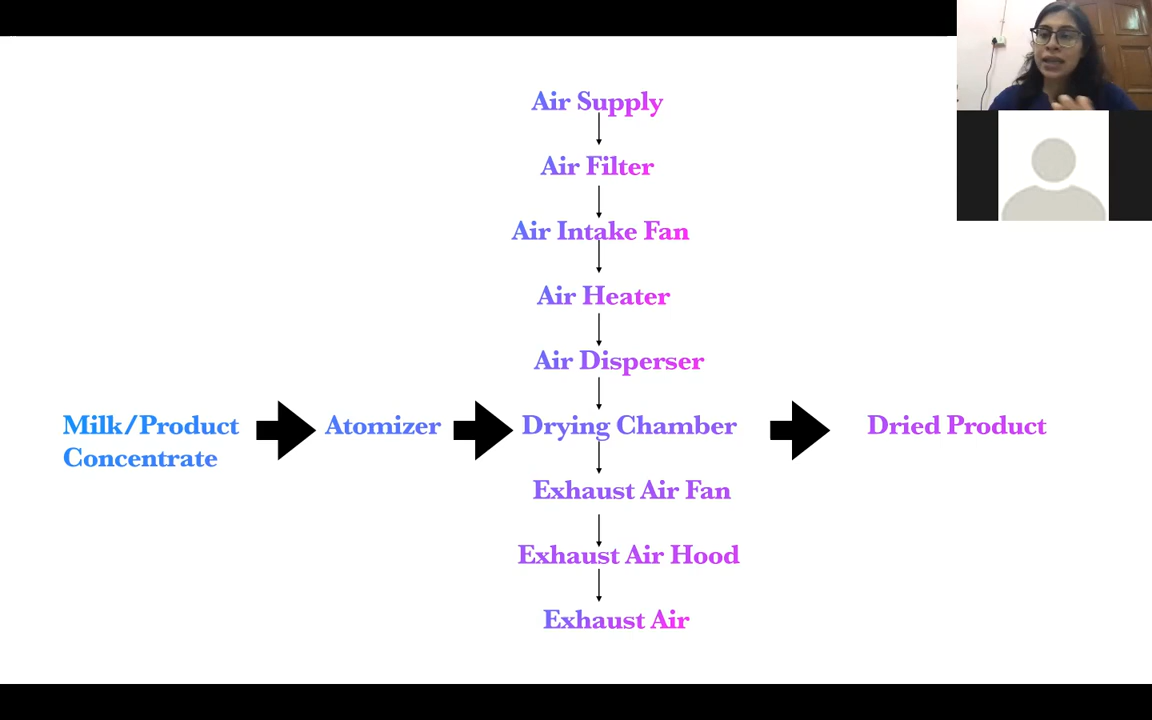 Air Supply
Air Filter
Air Intake Fan
Air Heater
Air Disperser
Milk/Product
Concentrate
Atomizer
Drying Chamber
Dried Product
Exhaust Air Fan
Exhaust Air Hood
Exhaust Air